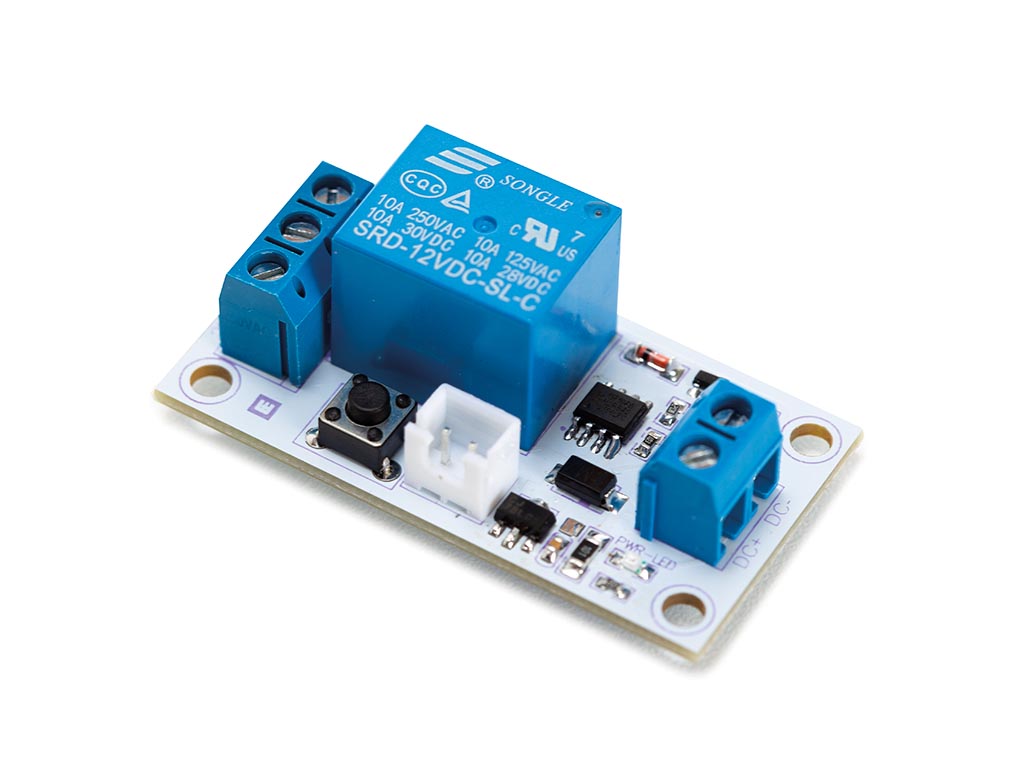 ® SONGLE
CQC
C US 7
10A 250VAC 10A 125VAC
10A 30VDC 10A 28VDC
SRD-12VDC-SL-C
PWR-LED
DC+ DC-